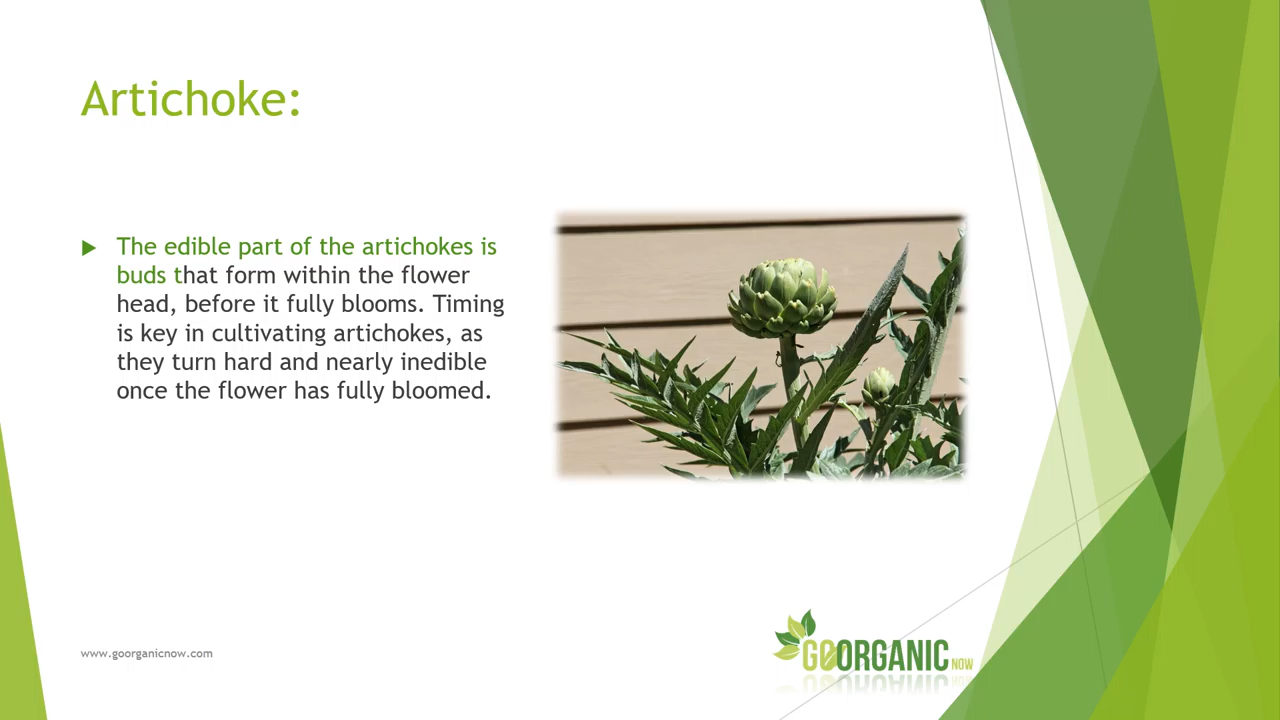 Artichoke:
The edible part of the artichokes is
buds that form within the flower
head, before it fully blooms. Timing
is key in cultivating artichokes, as
they turn hard and nearly inedible
once the flower has fully bloomed.
www.goorganicnow.com
GOORGANIC NOW